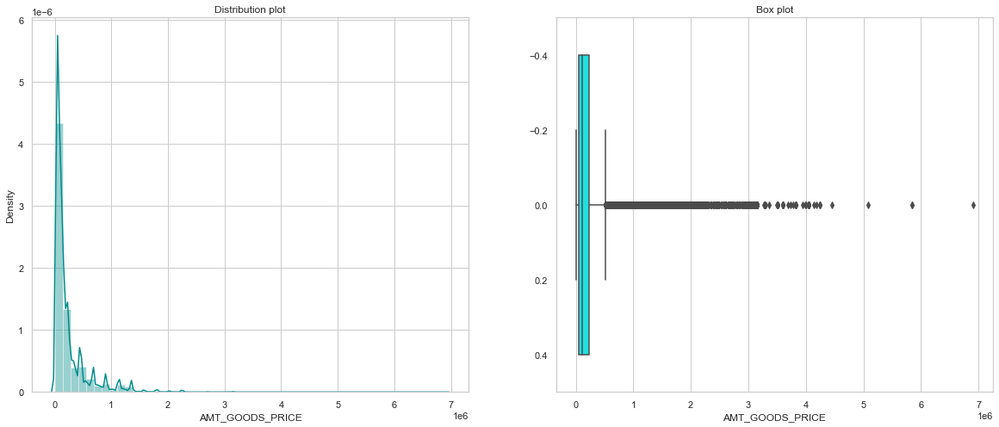 Distribution plot
1e−6
6
5
4
3
2
1
0
Density
0 1 2 3 4 5 6 7
1e6
AMT_GOODS_PRICE
Box plot
−0.4
−0.2
0.0
0.2
0.4
0 1 2 3 4 5 6 7
1e6
AMT_GOODS_PRICE